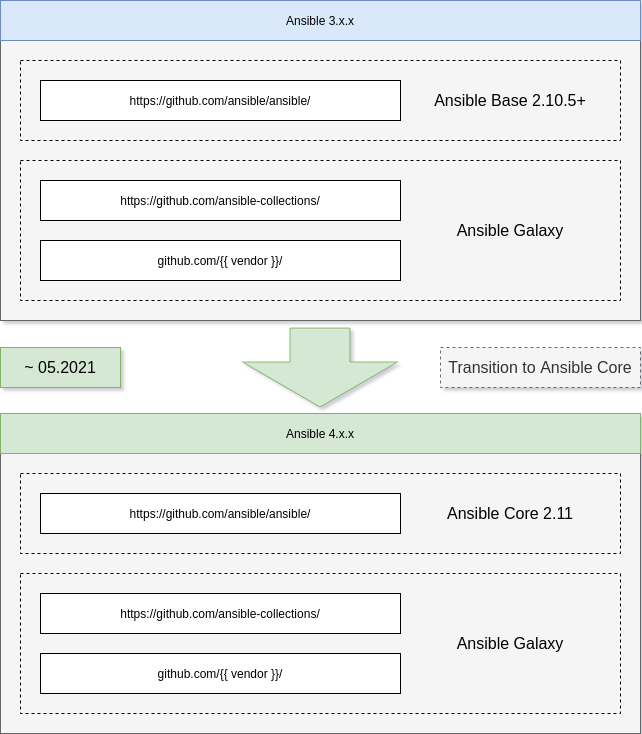 Ansible 3.x.x
https://github.com/ansible/ansible/
Ansible Base 2.10.5+
https://github.com/ansible-collections/
Ansible Galaxy
github.com/{{ vendor }}/
~ 05.2021
Transition to Ansible Core
Ansible 4.x.x
https://github.com/ansible/ansible/
Ansible Core 2.11
https://github.com/ansible-collections/
Ansible Galaxy
github.com/{{ vendor }}/